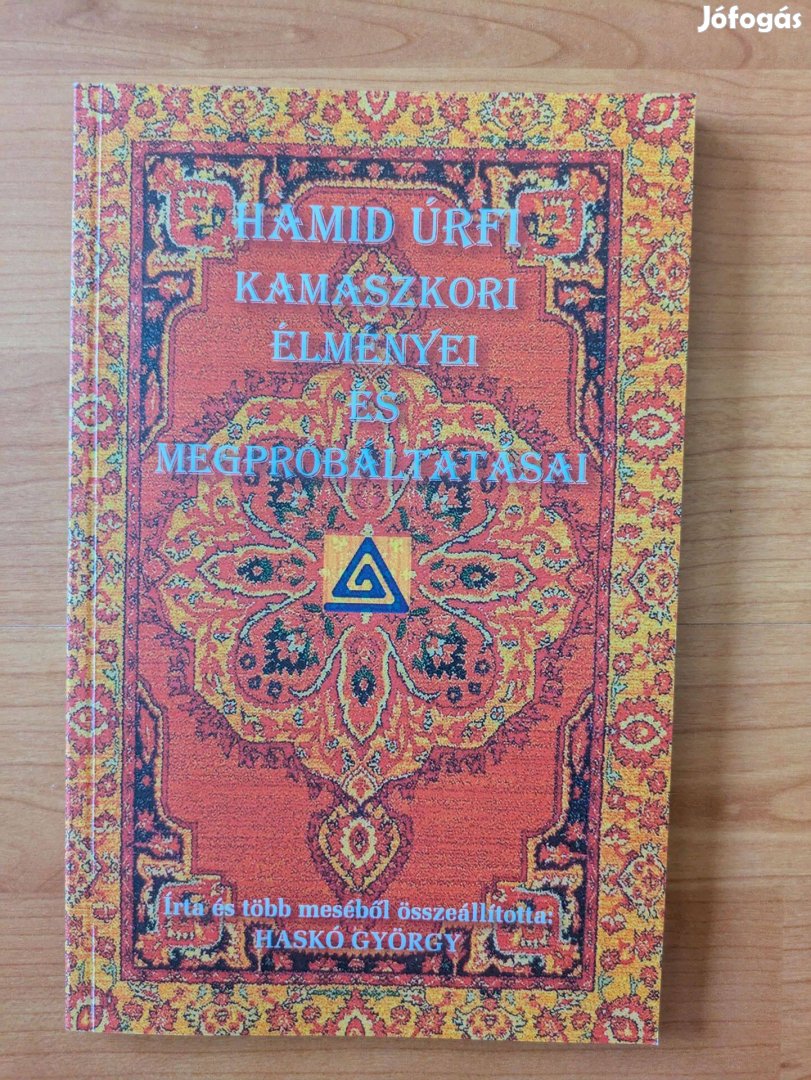 Jófogás
HAMID ÚRFI
KAMASZKORI
ÉLMÉNYEI
ÉS
MEGPRÓBÁLTATÁSAI
Írta és több meséből összeállította:
HASKÓ GYÖRGY